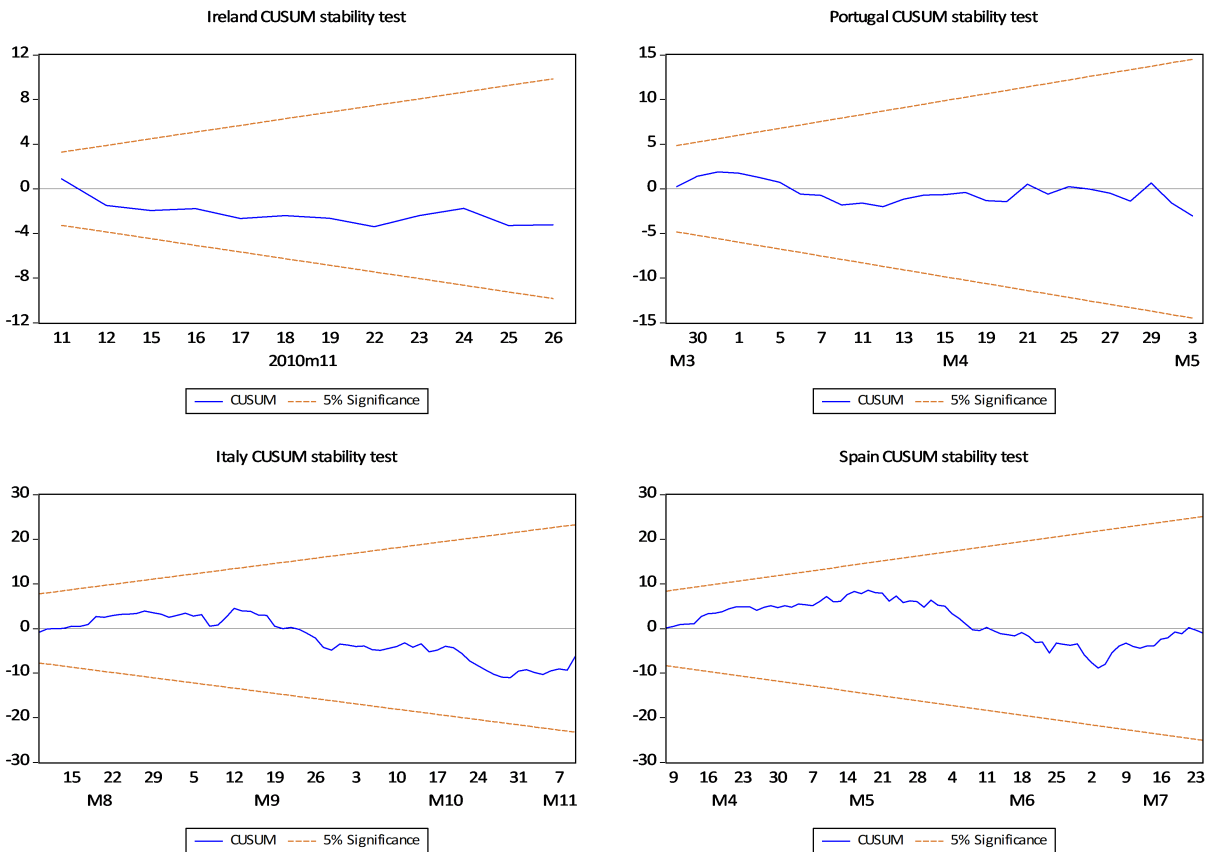 Ireland CUSUM stability test
12
8
4
0
-4
-8
-12
11 12 15 16 17 18 19 22 23 24 25 26
2010m11
CUSUM 5% Significance
Portugal CUSUM stability test
15
10
5
0
-5
-10
-15
30 1 5 7 11 13 15 19 21 25 27 29 3
M3 M4 M5
CUSUM 5% Significance
Italy CUSUM stability test
30
20
10
0
-10
-20
-30
15 22 29 5 12 19 26 3 10 17 24 31 7
M8 M9 M10 M11
CUSUM 5% Significance
Spain CUSUM stability test
30
20
10
0
-10
-20
-30
9 16 23 30 7 14 21 28 4 11 18 25 2 9 16 23
M4 M5 M6 M7
CUSUM 5% Significance